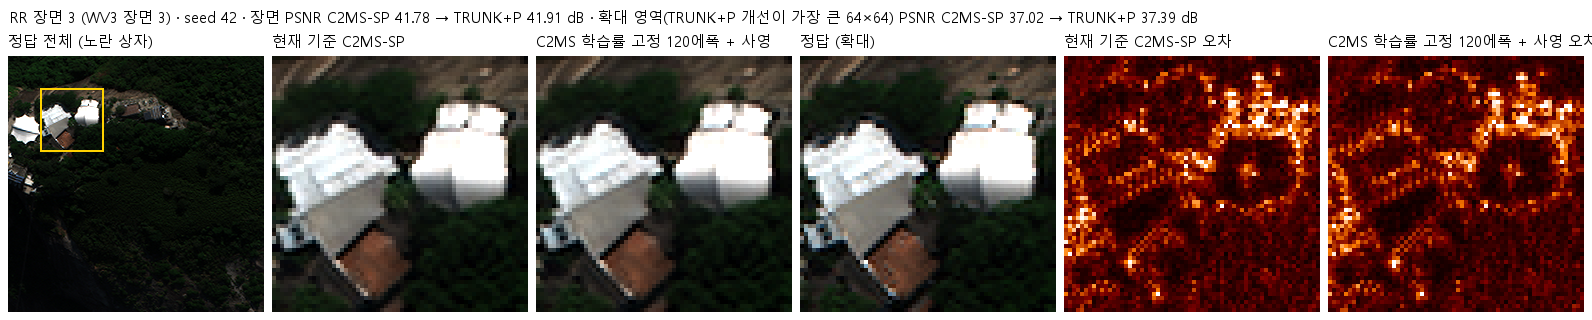 RR 장면 3 (WV3 장면 3) · seed 42 · 장면 PSNR C2MS-SP 41.78 → TRUNK+P 41.91 dB · 확대 영역(TRUNK+P 개선이 가장 큰 64×64) PSNR C2MS-SP 37.02 → TRUNK+P 37.39 dB
정답 전체 (노란 상자)
현재 기준 C2MS-SP
C2MS 학습률 고정 120에폭 + 사영
정답 (확대)
현재 기준 C2MS-SP 오차
C2MS 학습률 고정 120에폭 + 사영 오차